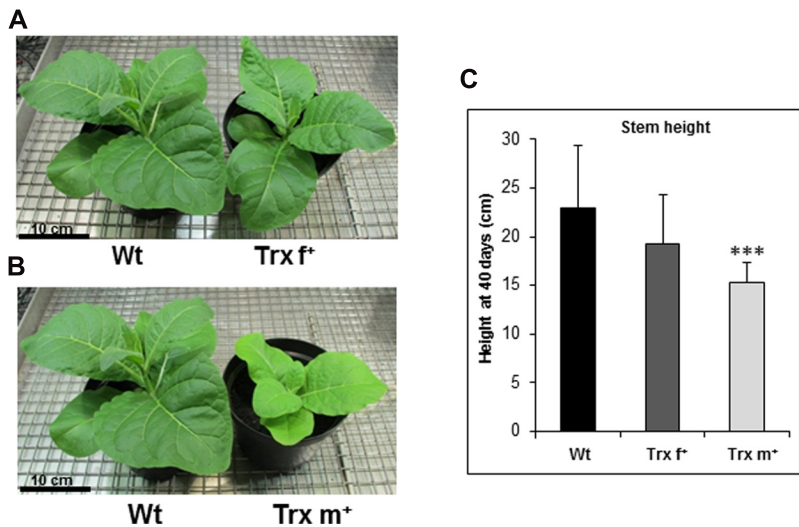 A
10 cm
Wt Trx f⁺
B
10 cm
Wt Trx m⁺
C
Stem height
Height at 40 days (cm)
30
25
20
15
10
5
0
***
Wt Trx f⁺ Trx m⁺